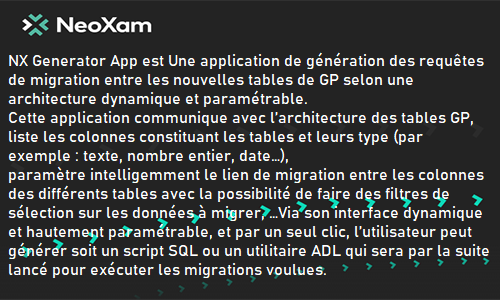 NeoXam
NX Generator App est Une application de génération des requêtes
de migration entre les nouvelles tables de GP selon une
architecture dynamique et paramétrable.
Cette application communique avec l'architecture des tables GP,
liste les colonnes constituant les tables et leurs type (par
exemple : texte, nombre entier, date…),
paramètre intelligemment le lien de migration entre les colonnes
des différents tables avec la possibilité de faire des filtres de
sélection sur les données à migrer, …Via son interface dynamique
et hautement paramétrable, et par un seul clic, l'utilisateur peut
générer soit un script SQL ou un utilitaire ADL qui sera par la suite
lancé pour exécuter les migrations voulues.